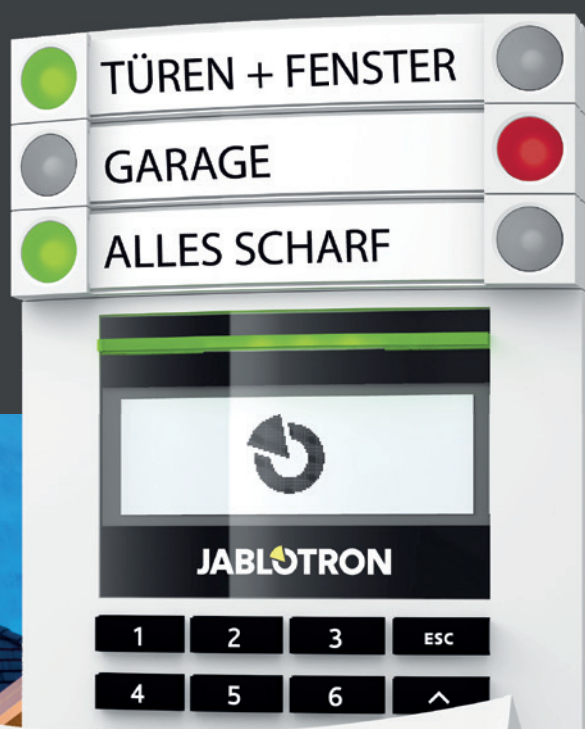 TÜREN + FENSTER
GARAGE
ALLES SCHARF
JABLOTRON
1 2 3 ESC
4 5 6